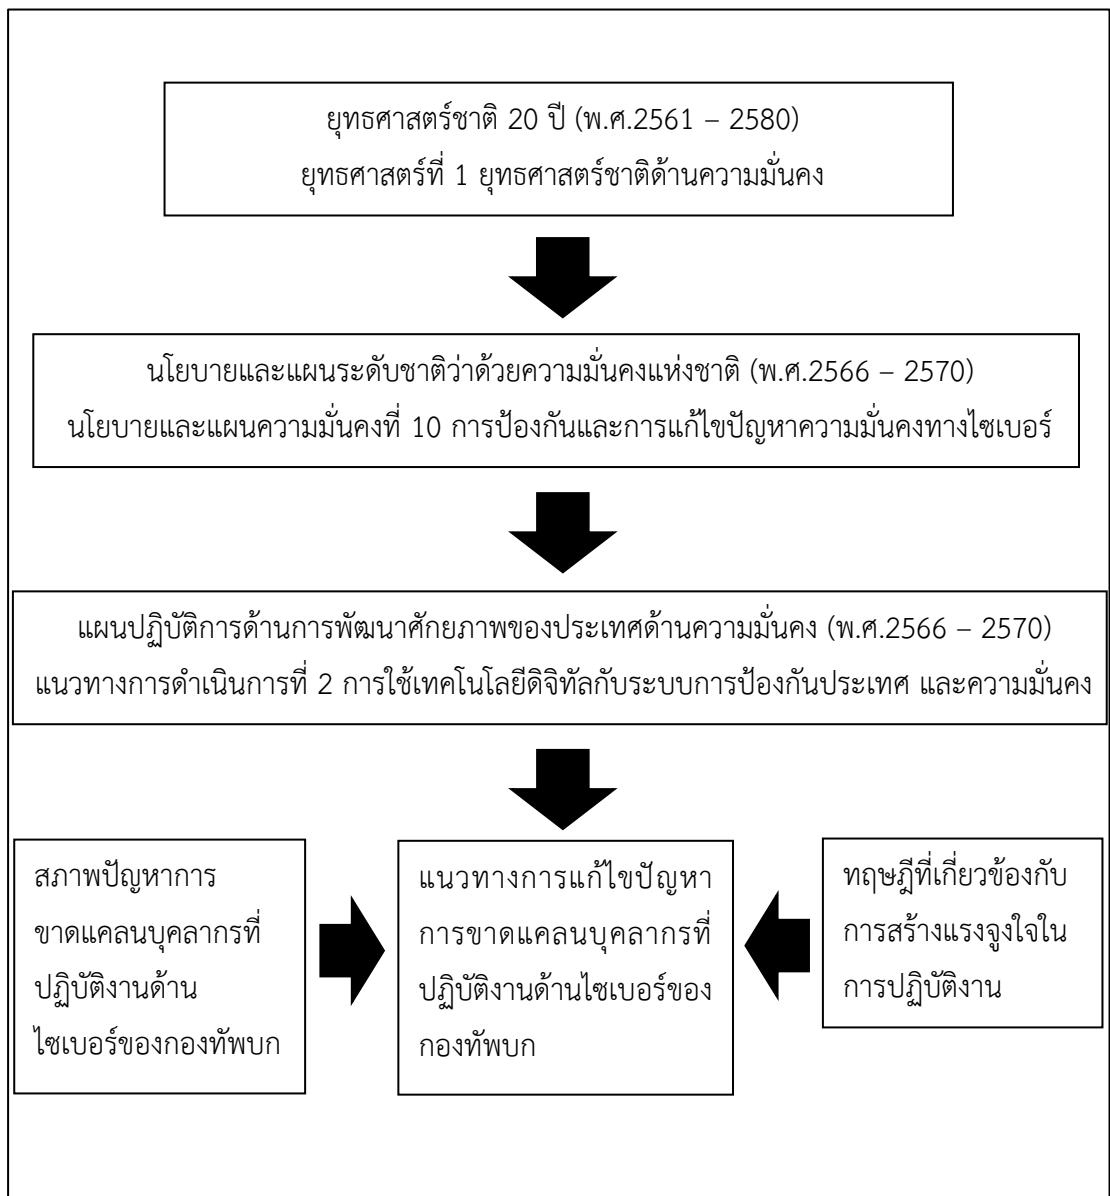 ยุทธศาสตร์ชาติ 20 ปี (พ.ศ.2561 – 2580)
ยุทธศาสตร์ที่ 1 ยุทธศาสตร์ชาติด้านความมั่นคง
นโยบายและแผนระดับชาติว่าด้วยความมั่นคงแห่งชาติ (พ.ศ.2566 – 2570)
นโยบายและแผนความมั่นคงที่ 10 การป้องกันและการแก้ไขปัญหาความมั่นคงทางไซเบอร์
แผนปฏิบัติการด้านการพัฒนาศักยภาพของประเทศด้านความมั่นคง (พ.ศ.2566 – 2570)
แนวทางการดำเนินการที่ 2 การใช้เทคโนโลยีดิจิทัลกับระบบการป้องกันประเทศ และความมั่นคง
สภาพปัญหาการ
ขาดแคลนบุคลากรที่
ปฏิบัติงานด้าน
ไซเบอร์ของกองทัพบก
แนวทางการแก้ไขปัญหา
การขาดแคลนบุคลากรที่
ปฏิบัติงานด้านไซเบอร์ของ
กองทัพบก
ทฤษฎีที่เกี่ยวข้องกับ
การสร้างแรงจูงใจใน
การปฏิบัติงาน